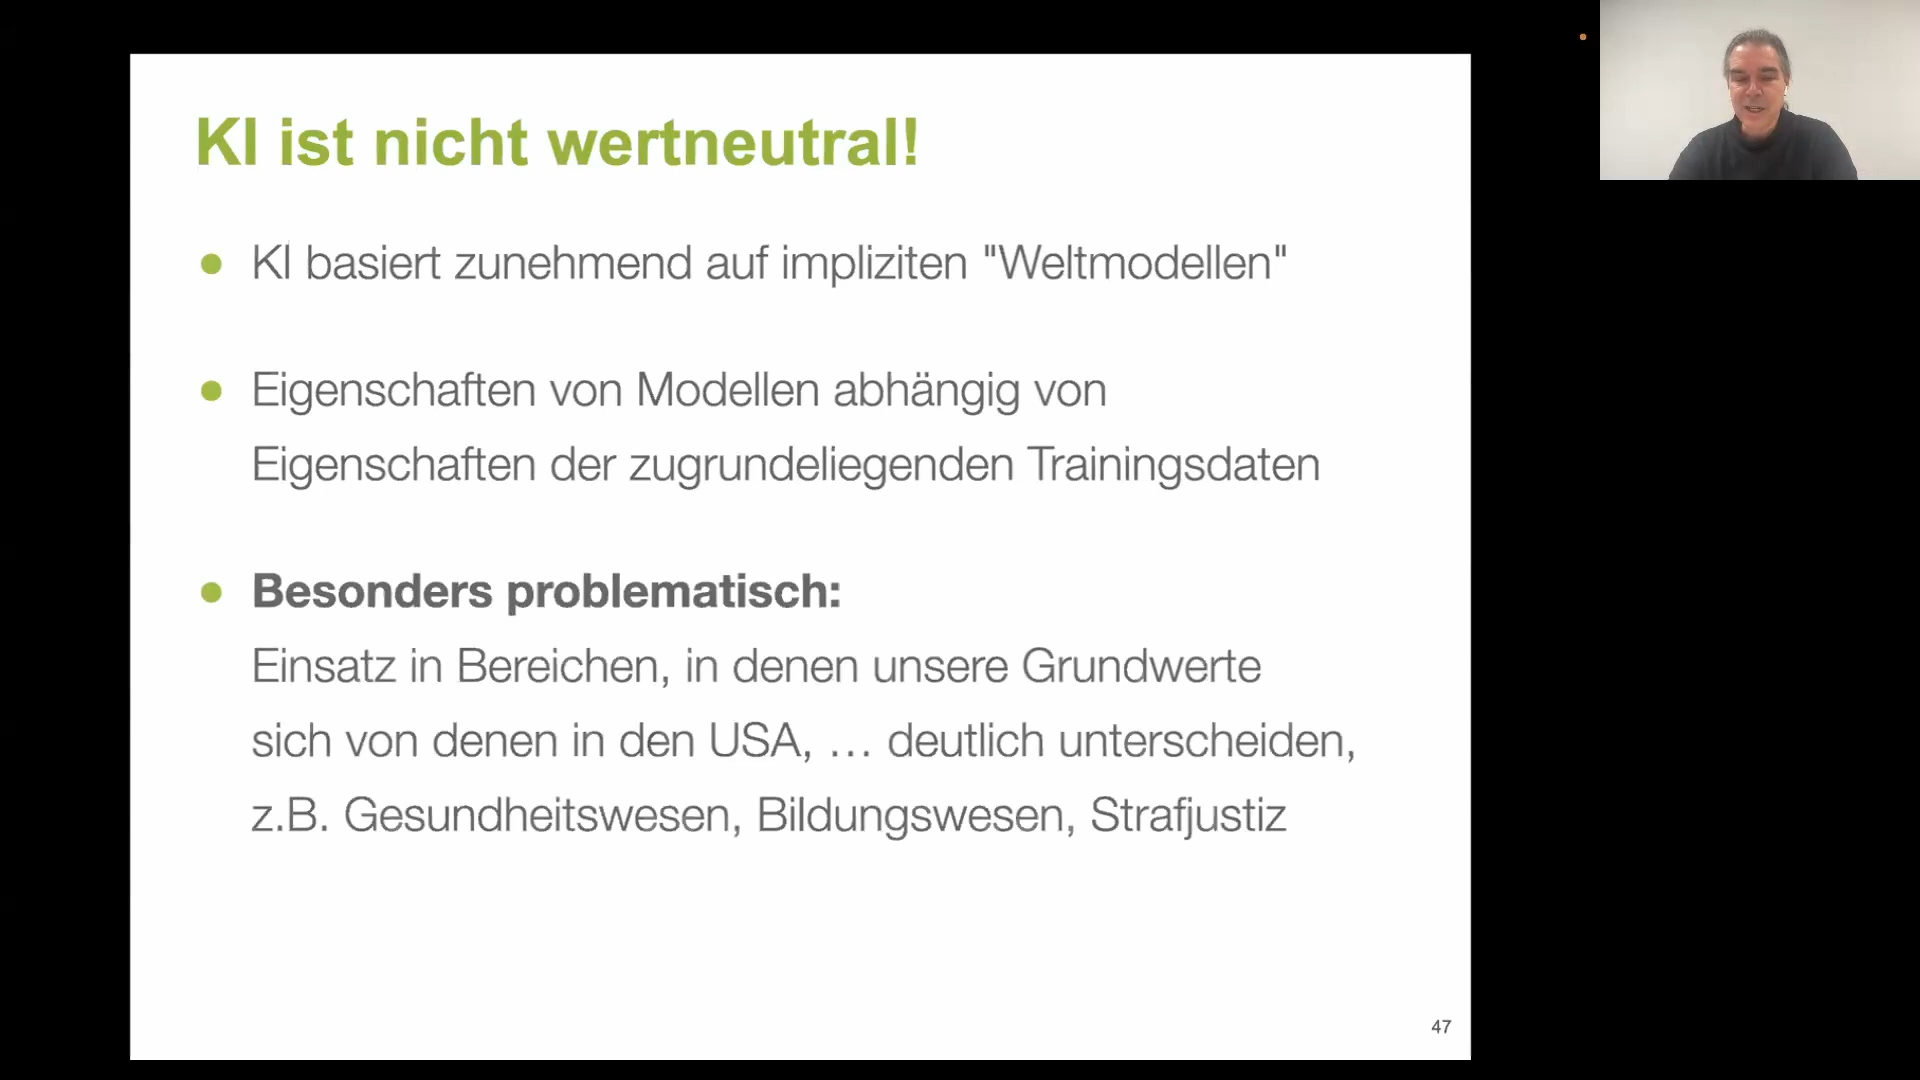 KI ist nicht wertneutral!
● KI basiert zunehmend auf impliziten "Weltmodellen"
● Eigenschaften von Modellen abhängig von
Eigenschaften der zugrundeliegenden Trainingsdaten
● Besonders problematisch:
Einsatz in Bereichen, in denen unsere Grundwerte
sich von denen in den USA, … deutlich unterscheiden,
z.B. Gesundheitswesen, Bildungswesen, Strafjustiz
47